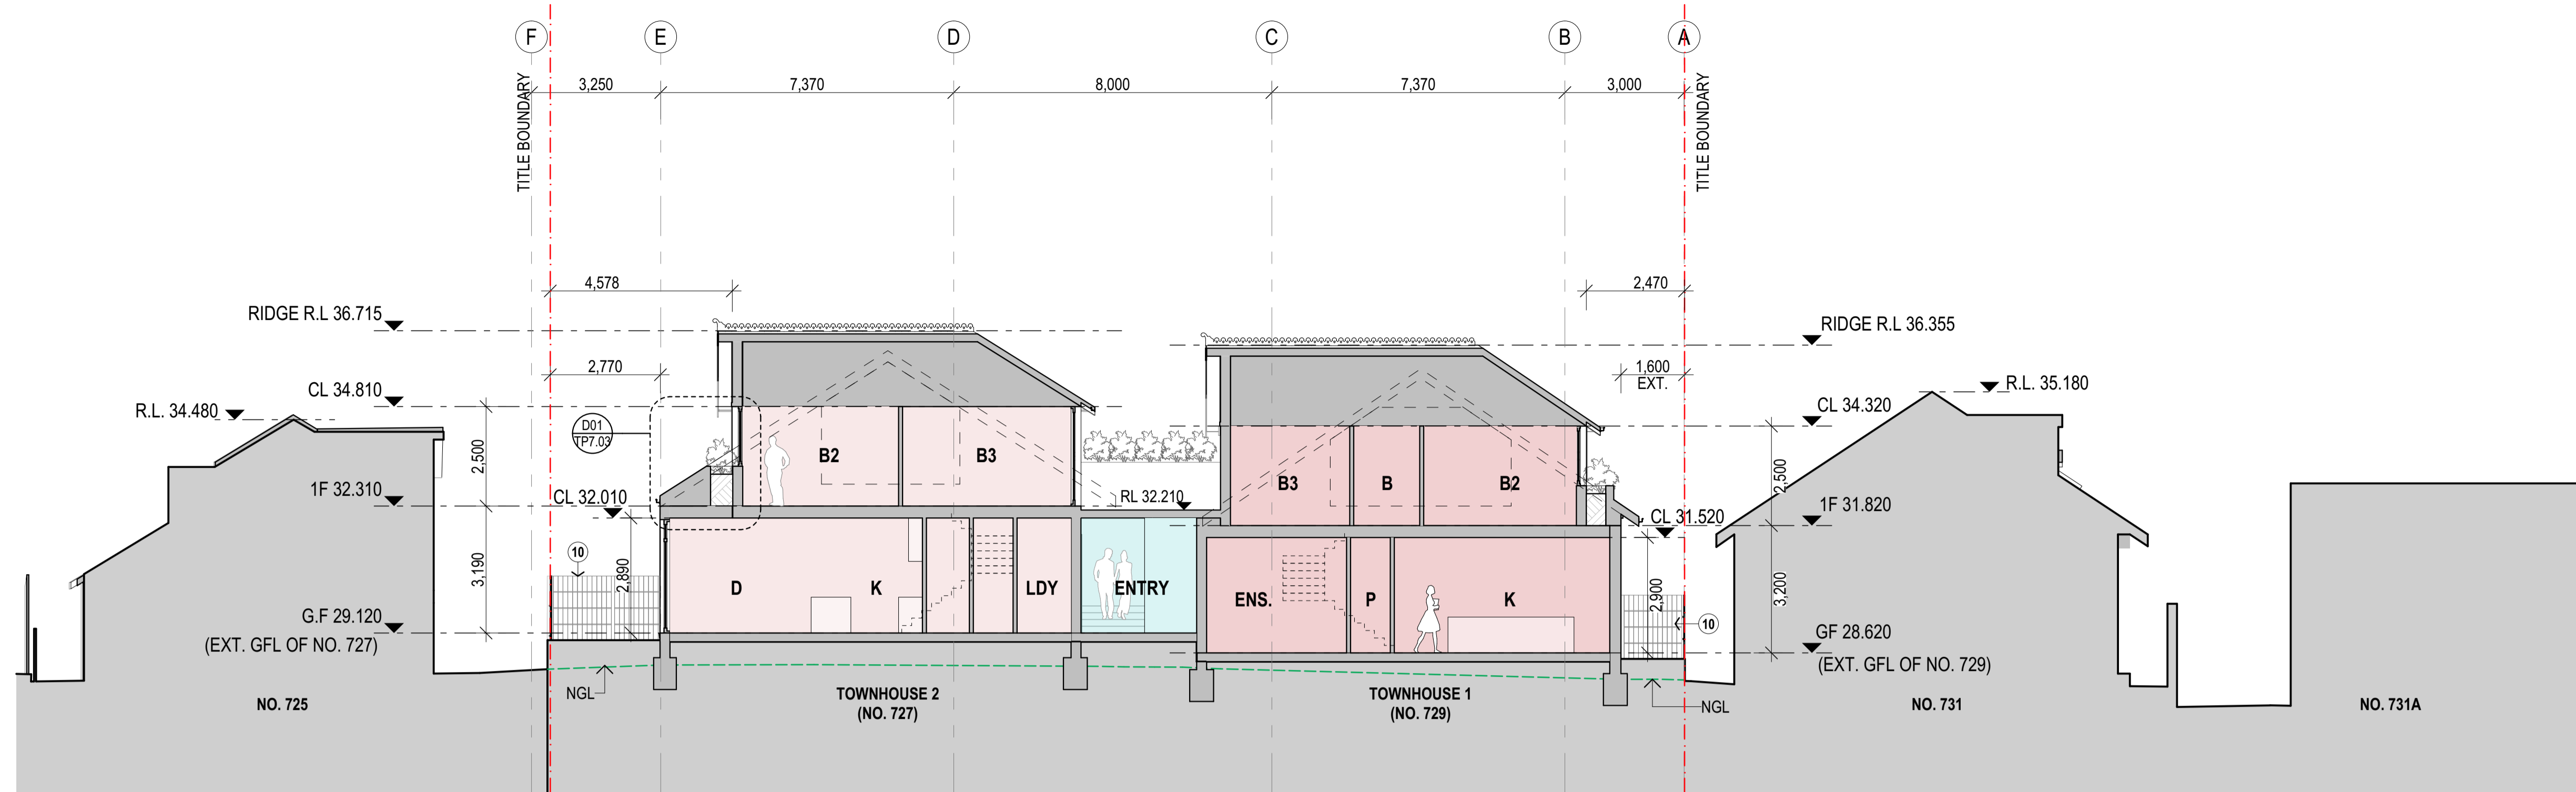 F
E
D
C
B
A
TITLE BOUNDARY
3,250
7,370
8,000
7,370
3,000
TITLE BOUNDARY
4,578
2,470
RIDGE R.L 36.715
RIDGE R.L 36.355
2,770
1,600
EXT.
CL 34.810
R.L. 34.480
R.L. 35.180
CL 34.320
D01
TP7.03
2,500
B2
B3
B3
B
B2
2,500
1F 32.310
CL 32.010
RL 32.210
CL 31.520
1F 31.820
10
3,190
2,890
D
K
LDY
ENTRY
ENS.
P
K
2,900
3,200
10
G.F 29.120
(EXT. GFL OF NO. 727)
GF 28.620
(EXT. GFL OF NO. 729)
NGL
NGL
NO. 725
TOWNHOUSE 2
(NO. 727)
TOWNHOUSE 1
(NO. 729)
NO. 731
NO. 731A